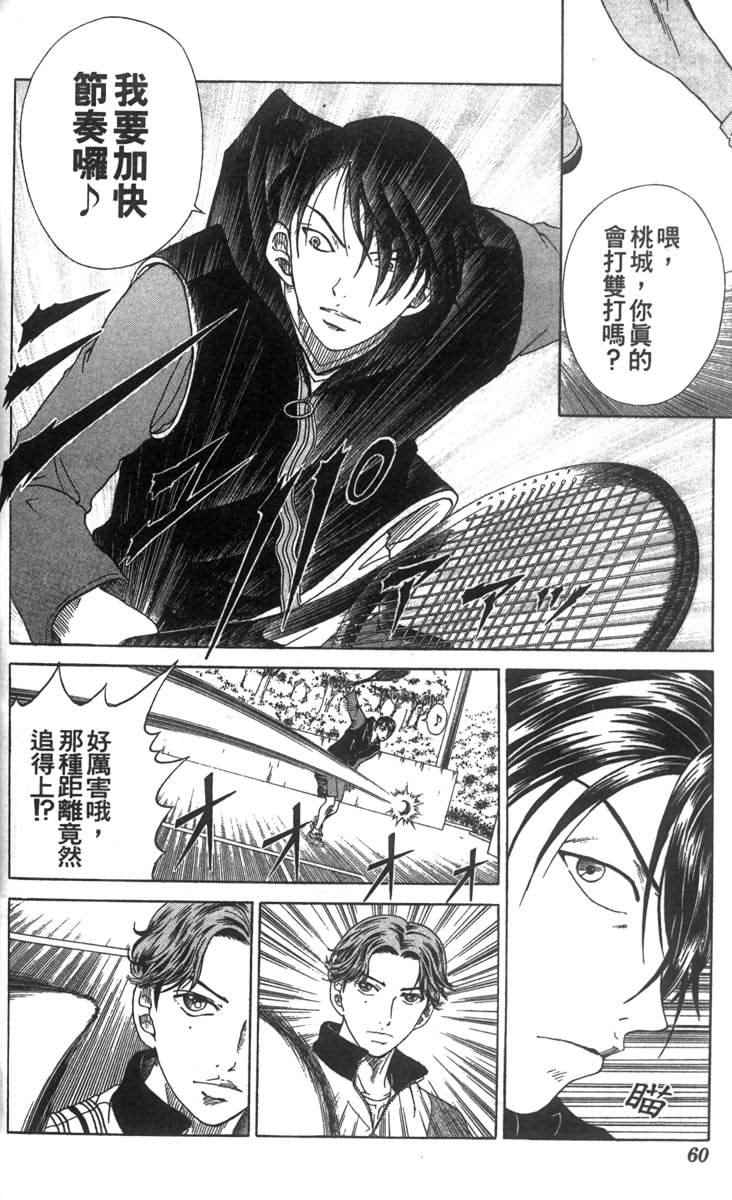 喂，
桃城，你真的
會打雙打嗎？
我要加快
節奏囉♪
スパアァァ
♪
好厲害哦，
那種距離竟然
追得上!?
オオオオ
瞄
60